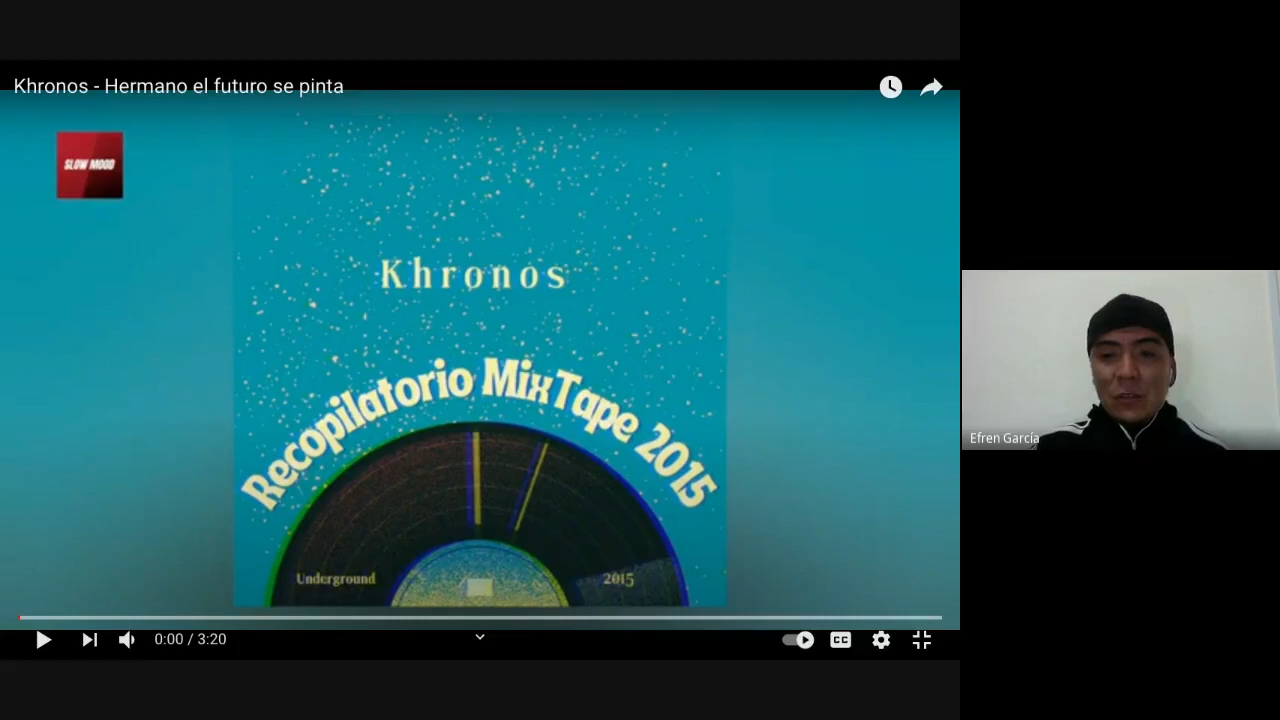 Khronos - Hermano el futuro se pinta
SLOW MOOD
Khronos
Recopilatorio MixTape 2015
Underground
2015
Efren García
0:00 / 3:20
CC